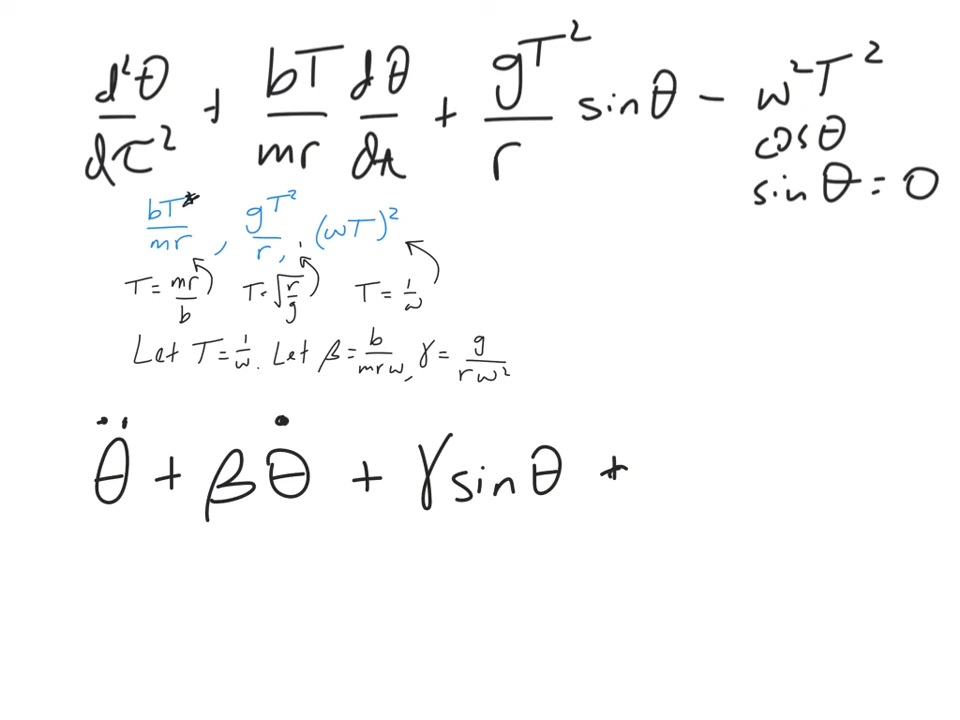 d²θ/dτ² + bT/mr dθ/dτ + gT²/r sinθ − w²T² cosθ sinθ = 0
bT/mr, gT²/r, (wT)²
T = mr/b T = √(r/g) T = 1/w
Let T = 1/w. Let β = b/mrw, γ = g/rw²
θ̈ + βθ̇ + γ sinθ +